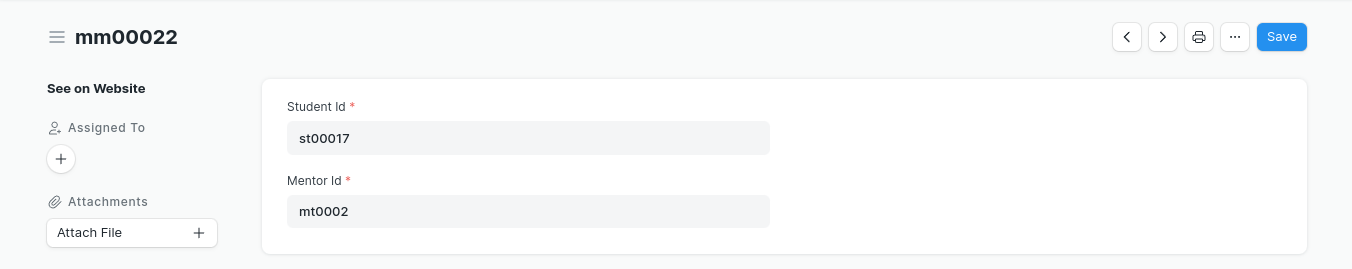 mm00022
Save
See on Website
Assigned To
Attachments
Attach File
Student Id *
st00017
Mentor Id *
mt0002